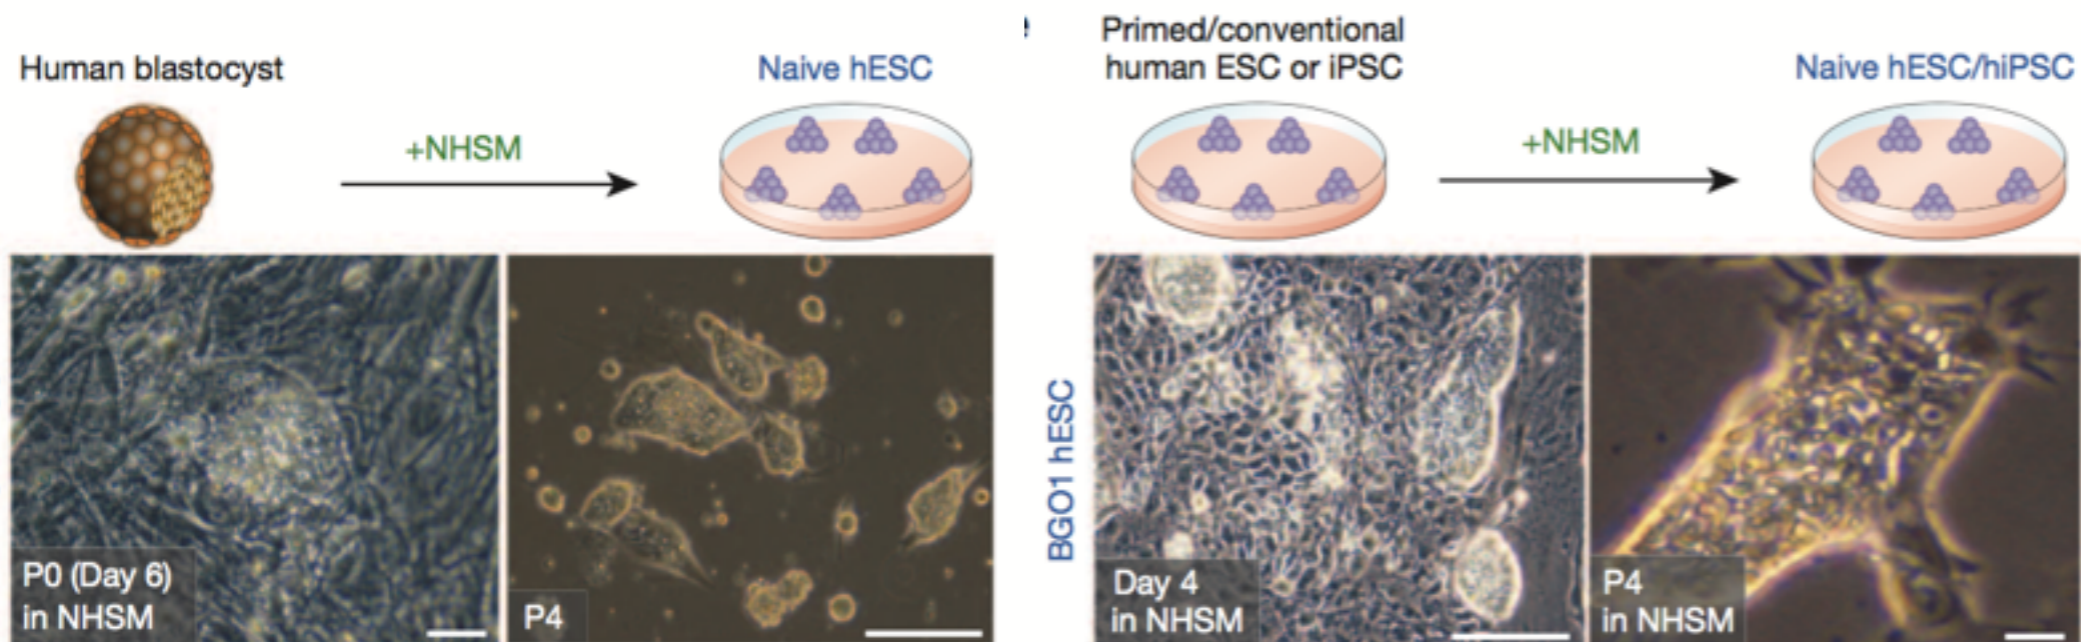 Human blastocyst
+NHSM
Naive hESC
P0 (Day 6)
in NHSM
P4
Primed/conventional
human ESC or iPSC
+NHSM
Naive hESC/hiPSC
BGO1 hESC
Day 4
in NHSM
P4
in NHSM